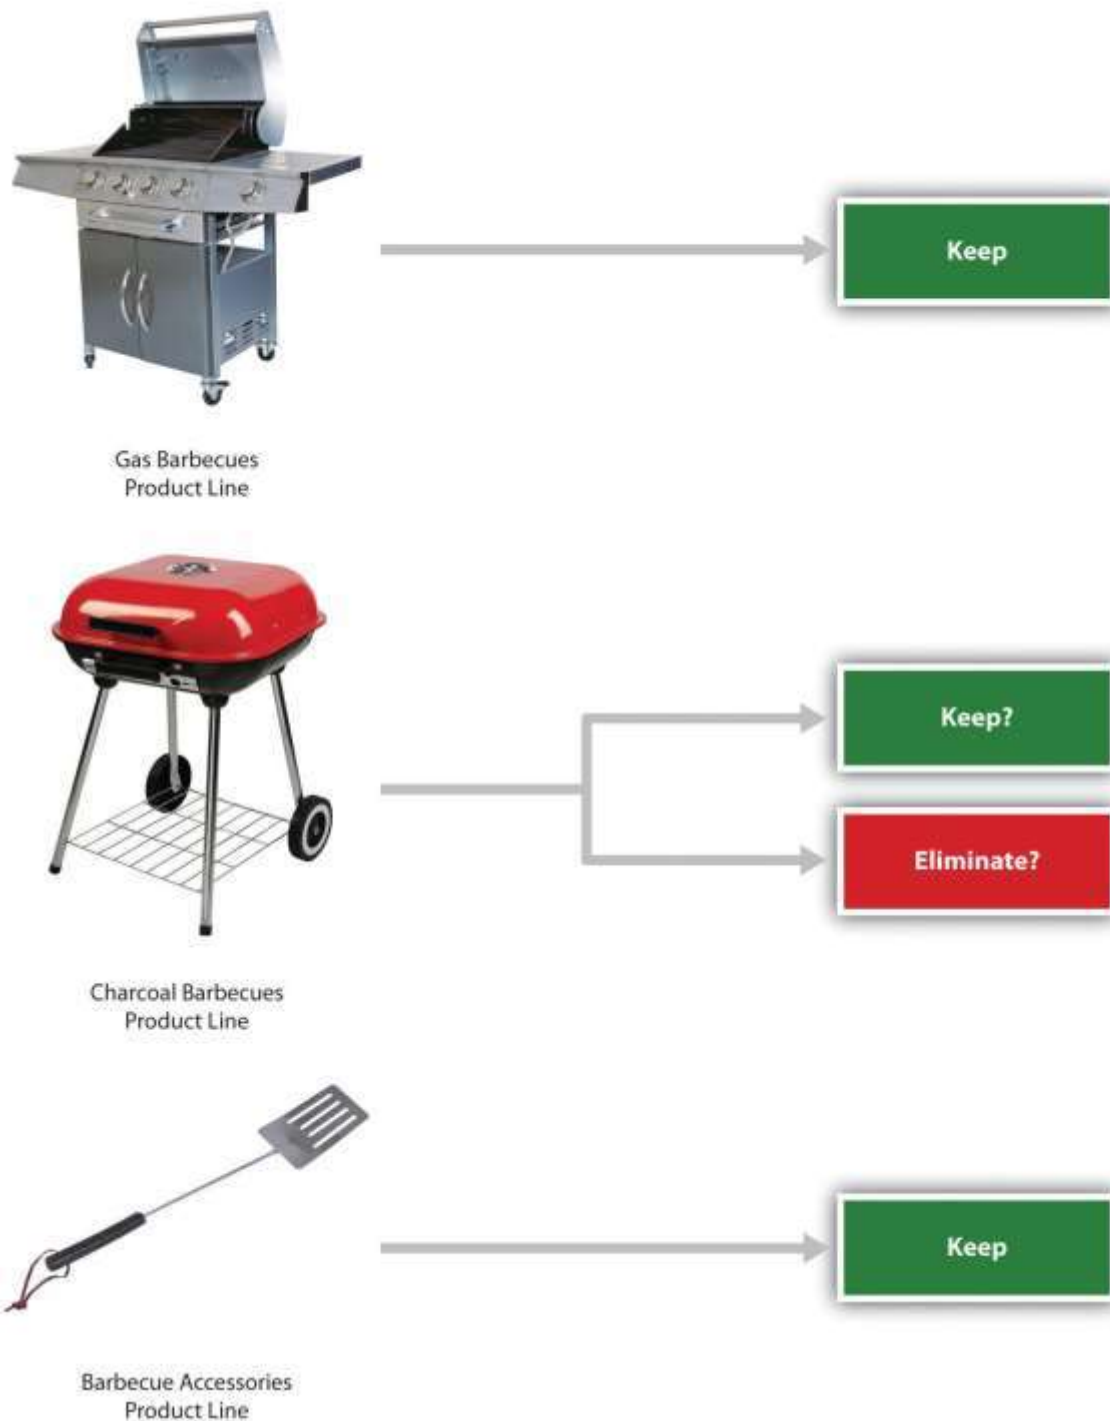 Keep
Gas Barbecues
Product Line
Keep?
Eliminate?
Charcoal Barbecues
Product Line
Keep
Barbecue Accessories
Product Line